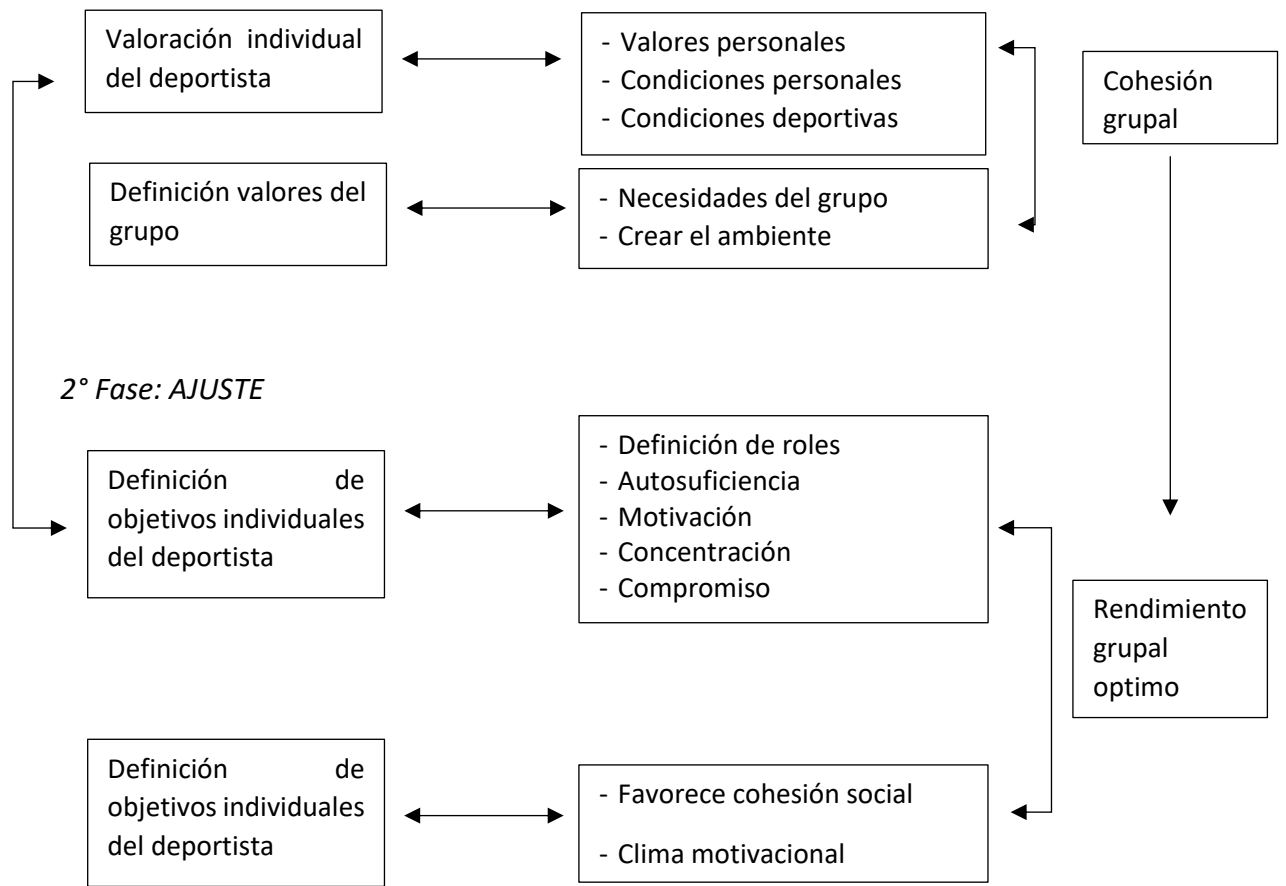 Valoración individual
del deportista
- Valores personales
- Condiciones personales
- Condiciones deportivas
Cohesión
grupal
Definición valores del
grupo
- Necesidades del grupo
- Crear el ambiente
2° Fase: AJUSTE
Definición de
objetivos individuales
del deportista
- Definición de roles
- Autosuficiencia
- Motivación
- Concentración
- Compromiso
Rendimiento
grupal
optimo
Definición de
objetivos individuales
del deportista
- Favorece cohesión social
- Clima motivacional